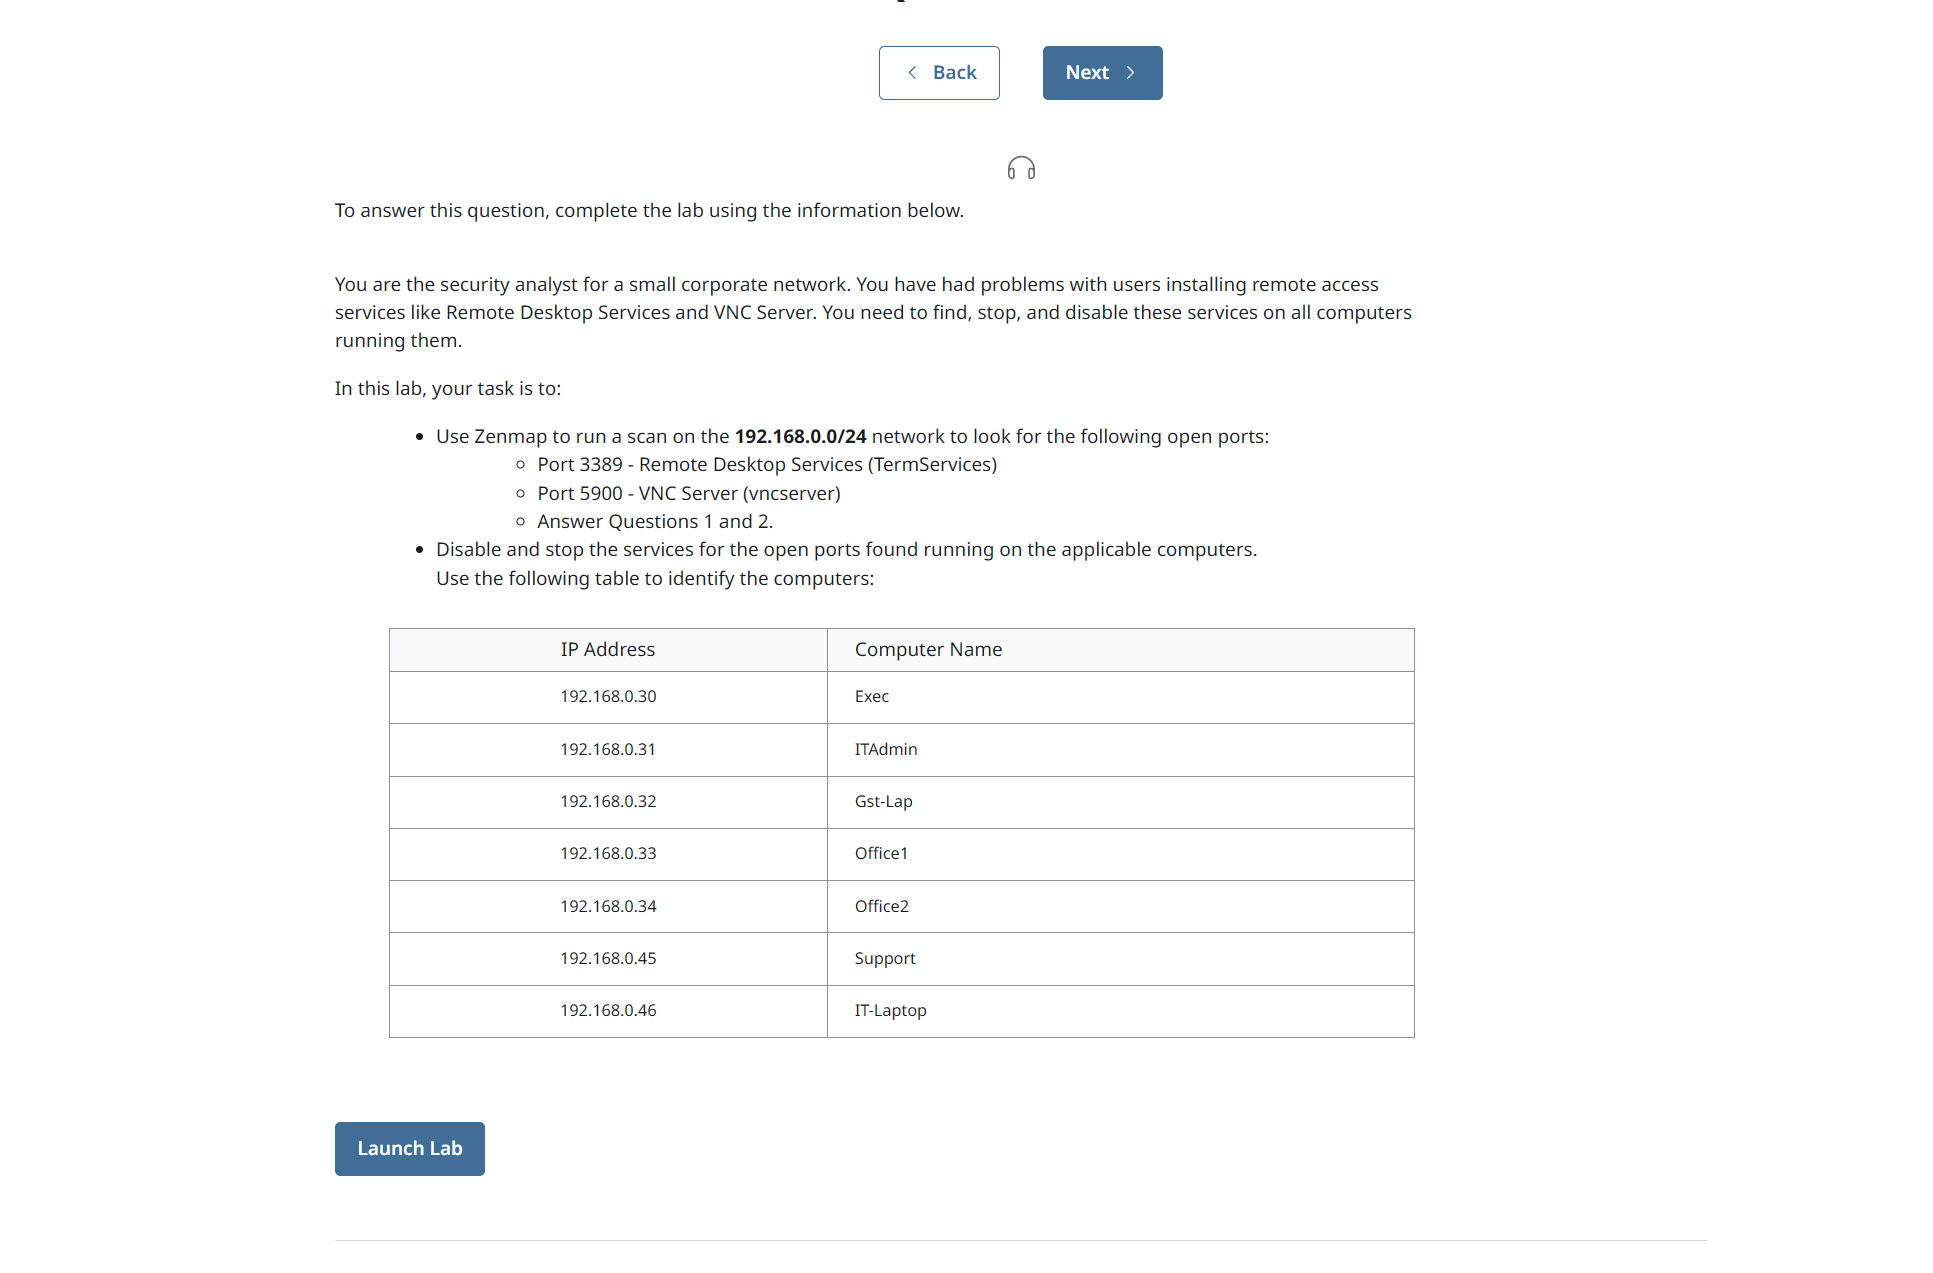 Back
Next
To answer this question, complete the lab using the information below.
You are the security analyst for a small corporate network. You have had problems with users installing remote access
services like Remote Desktop Services and VNC Server. You need to find, stop, and disable these services on all computers
running them.
In this lab, your task is to:
• Use Zenmap to run a scan on the 192.168.0.0/24 network to look for the following open ports:
◦ Port 3389 - Remote Desktop Services (TermServices)
◦ Port 5900 - VNC Server (vncserver)
◦ Answer Questions 1 and 2.
• Disable and stop the services for the open ports found running on the applicable computers.
Use the following table to identify the computers:
IP Address Computer Name
192.168.0.30 Exec
192.168.0.31 ITAdmin
192.168.0.32 Gst-Lap
192.168.0.33 Office1
192.168.0.34 Office2
192.168.0.45 Support
192.168.0.46 IT-Laptop
Launch Lab